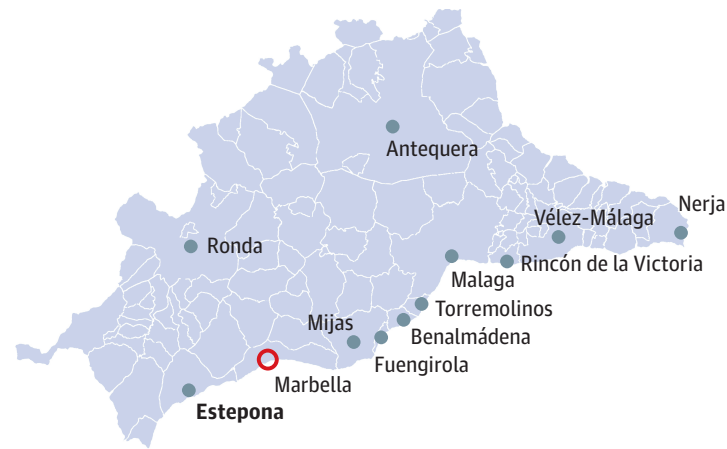 Antequera
Nerja
Vélez-Málaga
Ronda
Rincón de la Victoria
Malaga
Torremolinos
Mijas
Benalmádena
Fuengirola
Marbella
Estepona